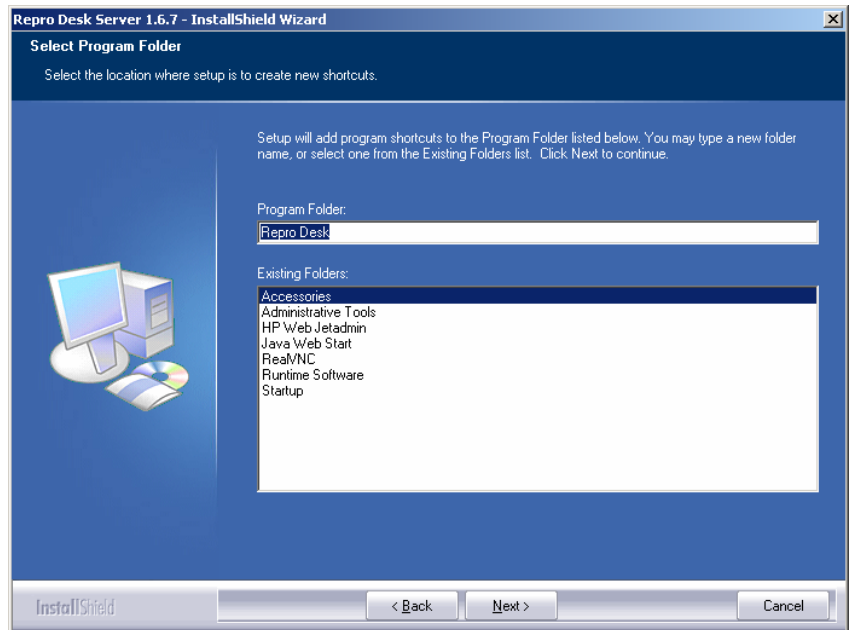 Repro Desk Server 1.6.7 - InstallShield Wizard
Select Program Folder
Select the location where setup is to create new shortcuts.
Setup will add program shortcuts to the Program Folder listed below. You may type a new folder
name, or select one from the Existing Folders list. Click Next to continue.
Program Folder:
Repro Desk
Existing Folders:
Accessories
Administrative Tools
HP Web Jetadmin
Java Web Start
RealVNC
Runtime Software
Startup
InstallShield
< Back
Next >
Cancel